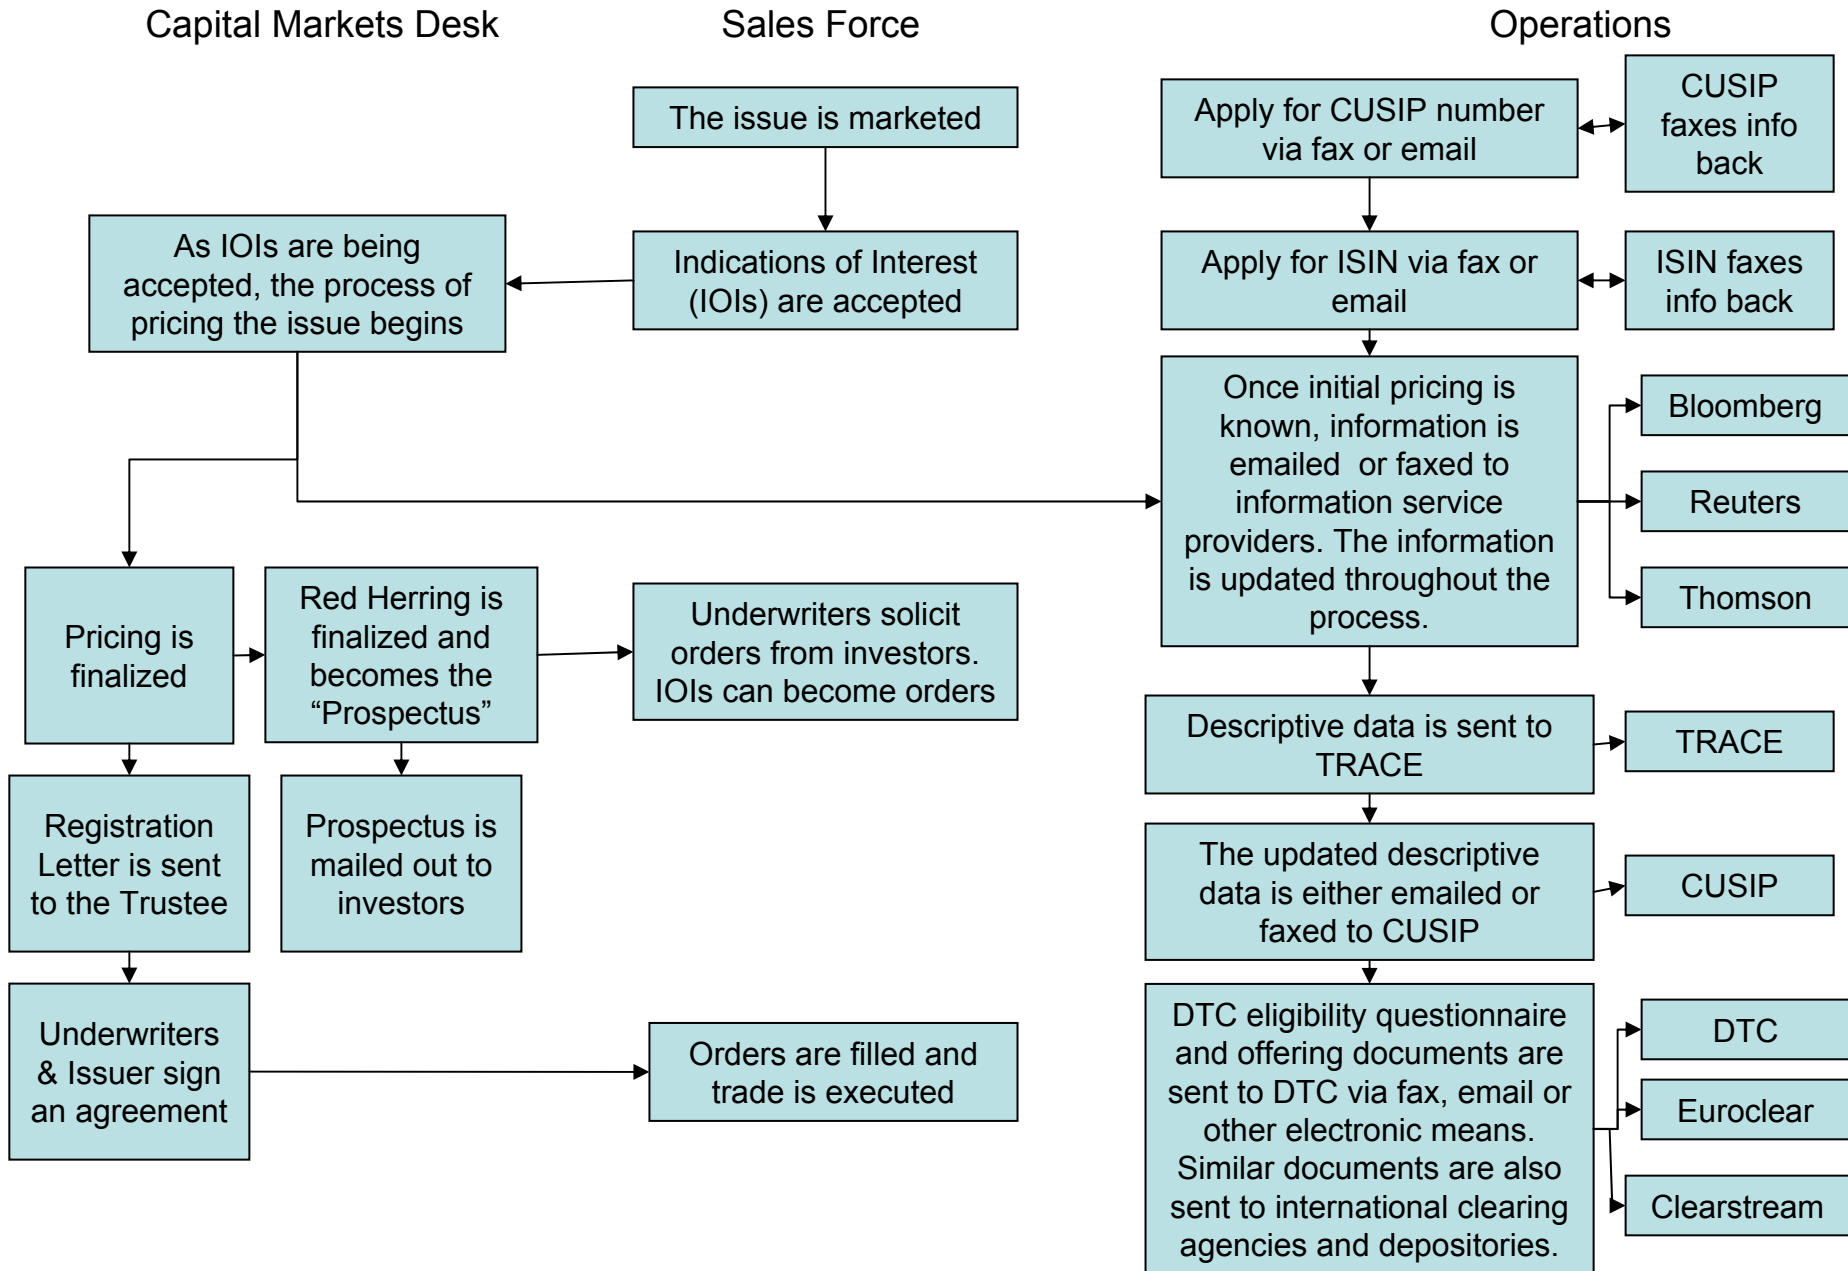 Capital Markets Desk
Sales Force
Operations
The issue is marketed
Apply for CUSIP number
via fax or email
CUSIP
faxes info
back
As IOIs are being
accepted, the process of
pricing the issue begins
Indications of Interest
(IOIs) are accepted
Apply for ISIN via fax or
email
ISIN faxes
info back
Once initial pricing is
known, information is
emailed  or faxed to
information service
providers. The information
is updated throughout the
process.
Bloomberg
Reuters
Thomson
Pricing is
finalized
Red Herring is
finalized and
becomes the
“Prospectus”
Underwriters solicit
orders from investors.
IOIs can become orders
Descriptive data is sent to
TRACE
TRACE
Registration
Letter is sent
to the Trustee
Prospectus is
mailed out to
investors
The updated descriptive
data is either emailed or
faxed to CUSIP
CUSIP
Underwriters
& Issuer sign
an agreement
Orders are filled and
trade is executed
DTC eligibility questionnaire
and offering documents are
sent to DTC via fax, email or
other electronic means.
Similar documents are also
sent to international clearing
agencies and depositories.
DTC
Euroclear
Clearstream